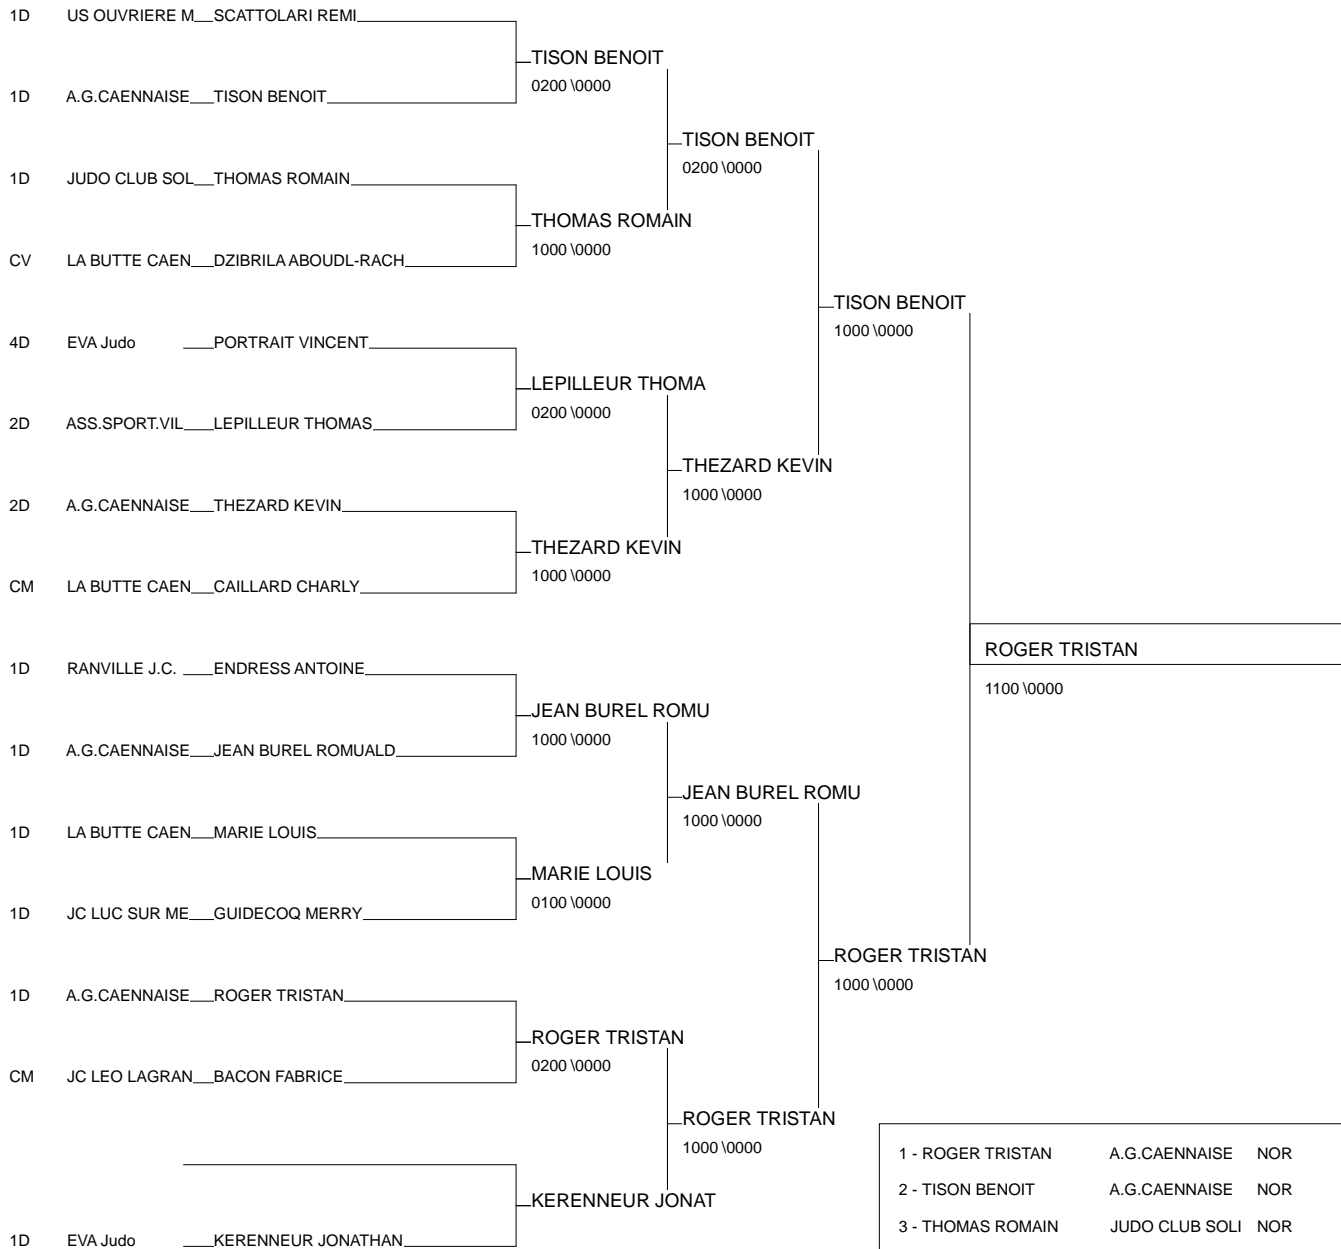 1D US OUVRIERE M SCATTOLARI REMI
TISON BENOIT
0200 \0000
1D A.G.CAENNAISE TISON BENOIT
TISON BENOIT
0200 \0000
1D JUDO CLUB SOL THOMAS ROMAIN
THOMAS ROMAIN
1000 \0000
CV LA BUTTE CAEN DZIBRILA ABOUDL-RACH
TISON BENOIT
1000 \0000
4D EVA Judo PORTRAIT VINCENT
LEPILLEUR THOMA
0200 \0000
2D ASS.SPORT.VIL LEPILLEUR THOMAS
THEZARD KEVIN
1000 \0000
2D A.G.CAENNAISE THEZARD KEVIN
THEZARD KEVIN
1000 \0000
CM LA BUTTE CAEN CAILLARD CHARLY
ROGER TRISTAN
1100 \0000
1D RANVILLE J.C. ENDRESS ANTOINE
JEAN BUREL ROMU
1000 \0000
1D A.G.CAENNAISE JEAN BUREL ROMUALD
JEAN BUREL ROMU
1000 \0000
1D LA BUTTE CAEN MARIE LOUIS
MARIE LOUIS
0100 \0000
1D JC LUC SUR ME GUIDECOQ MERRY
ROGER TRISTAN
1000 \0000
1D A.G.CAENNAISE ROGER TRISTAN
ROGER TRISTAN
0200 \0000
CM JC LEO LAGRAN BACON FABRICE
ROGER TRISTAN
1000 \0000
KERENNEUR JONAT
1D EVA Judo KERENNEUR JONATHAN
1 - ROGER TRISTAN A.G.CAENNAISE NOR
2 - TISON BENOIT A.G.CAENNAISE NOR
3 - THOMAS ROMAIN JUDO CLUB SOLI NOR